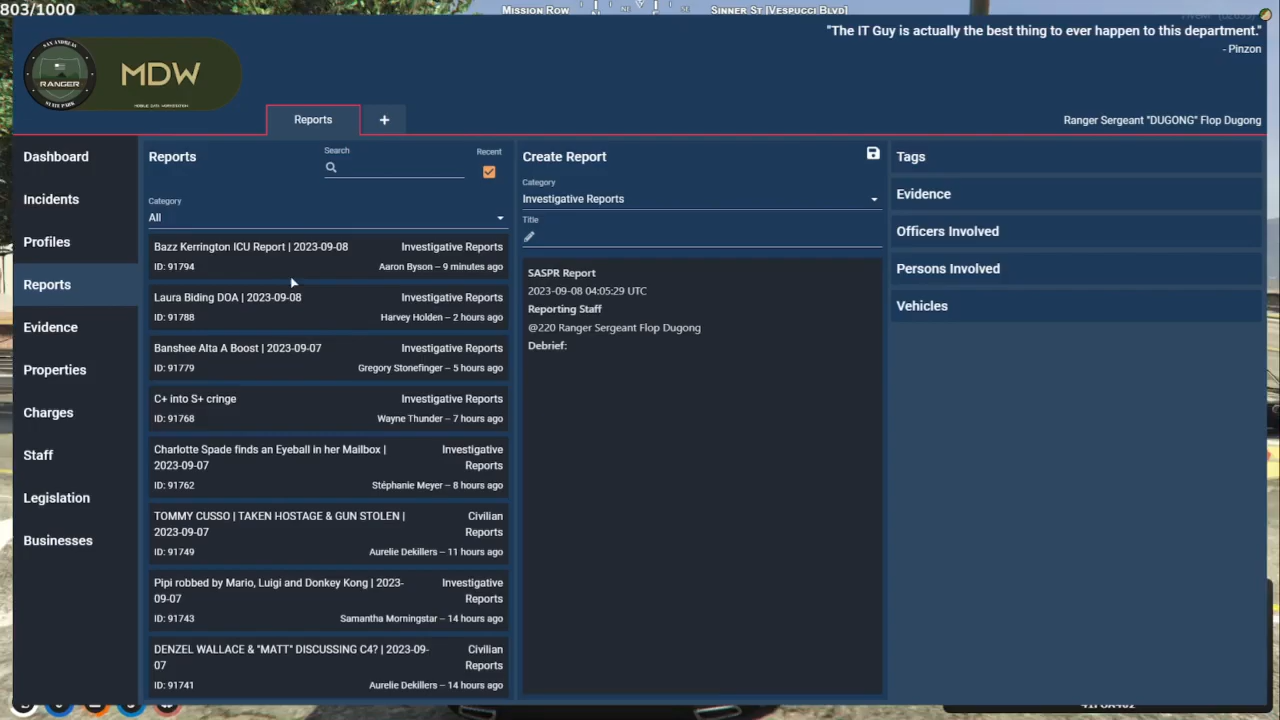 803/1000
MISSION ROW
NE
SE
SINNER ST [VESPUCCI BLVD]
"The IT Guy is actually the best thing to ever happen to this department."
- Pinzon
SAN ANDREAS
RANGER
STATE PARK
MDW
Reports
+
Ranger Sergeant "DUGONG" Flop Dugong
Dashboard
Incidents
Profiles
Reports
Evidence
Properties
Charges
Staff
Legislation
Businesses
Reports
Search
Recent
Category
All
Bazz Kerrington ICU Report | 2023-09-08
Investigative Reports
ID: 91794
Aaron Byson – 9 minutes ago
Laura Biding DOA | 2023-09-08
Investigative Reports
ID: 91788
Harvey Holden – 2 hours ago
Banshee Alta A Boost | 2023-09-07
Investigative Reports
ID: 91779
Gregory Stonefinger – 5 hours ago
C+ into S+ cringe
Investigative Reports
ID: 91768
Wayne Thunder – 7 hours ago
Charlotte Spade finds an Eyeball in her Mailbox |
2023-09-07
Investigative
Reports
ID: 91762
Stéphanie Meyer – 8 hours ago
TOMMY CUSSO | TAKEN HOSTAGE & GUN STOLEN |
2023-09-07
Civilian
Reports
ID: 91749
Aurelie Dekillers – 11 hours ago
Pipi robbed by Mario, Luigi and Donkey Kong | 2023-
09-07
Investigative
Reports
ID: 91743
Samantha Morningstar – 14 hours ago
DENZEL WALLACE & "MATT" DISCUSSING C4? | 2023-09-
07
Civilian
Reports
ID: 91741
Aurelie Dekillers – 14 hours ago
Create Report
Category
Investigative Reports
Title
SASPR Report
2023-09-08 04:05:29 UTC
Reporting Staff
@220 Ranger Sergeant Flop Dugong
Debrief:
Tags
Evidence
Officers Involved
Persons Involved
Vehicles